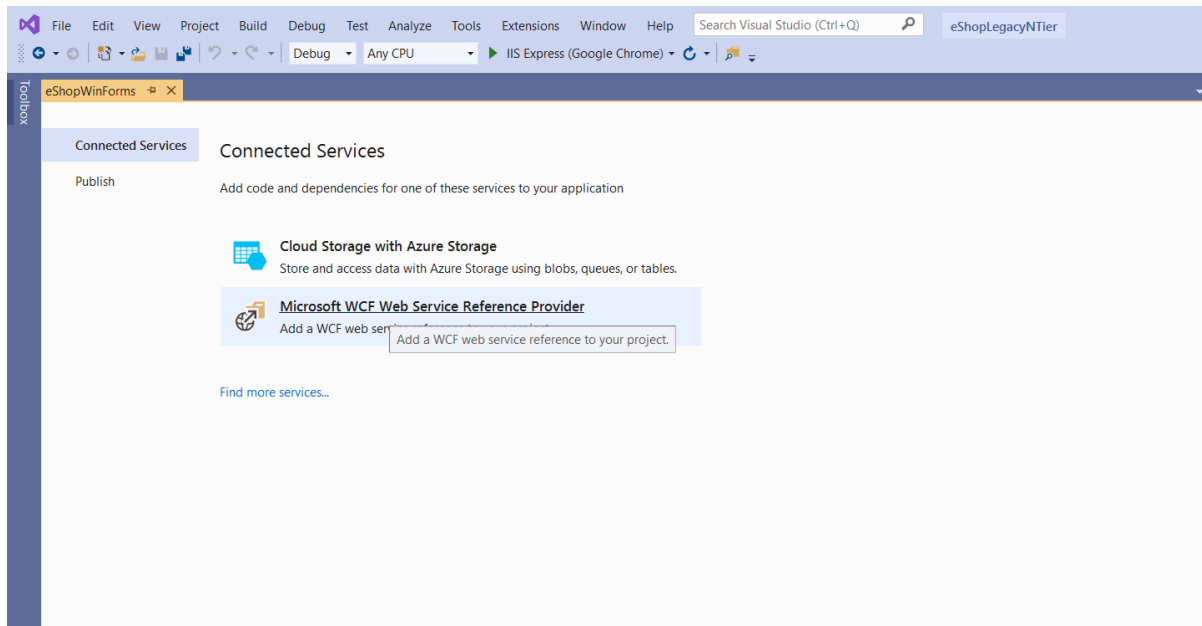 File Edit View Project Build Debug Test Analyze Tools Extensions Window Help Search Visual Studio (Ctrl+Q) eShopLegacyNTier
Debug Any CPU IIS Express (Google Chrome)
Toolbox
eShopWinForms
Connected Services
Publish
Connected Services
Add code and dependencies for one of these services to your application
Cloud Storage with Azure Storage
Store and access data with Azure Storage using blobs, queues, or tables.
Microsoft WCF Web Service Reference Provider
Add a WCF web
Add a WCF web service reference to your project.
Find more services...